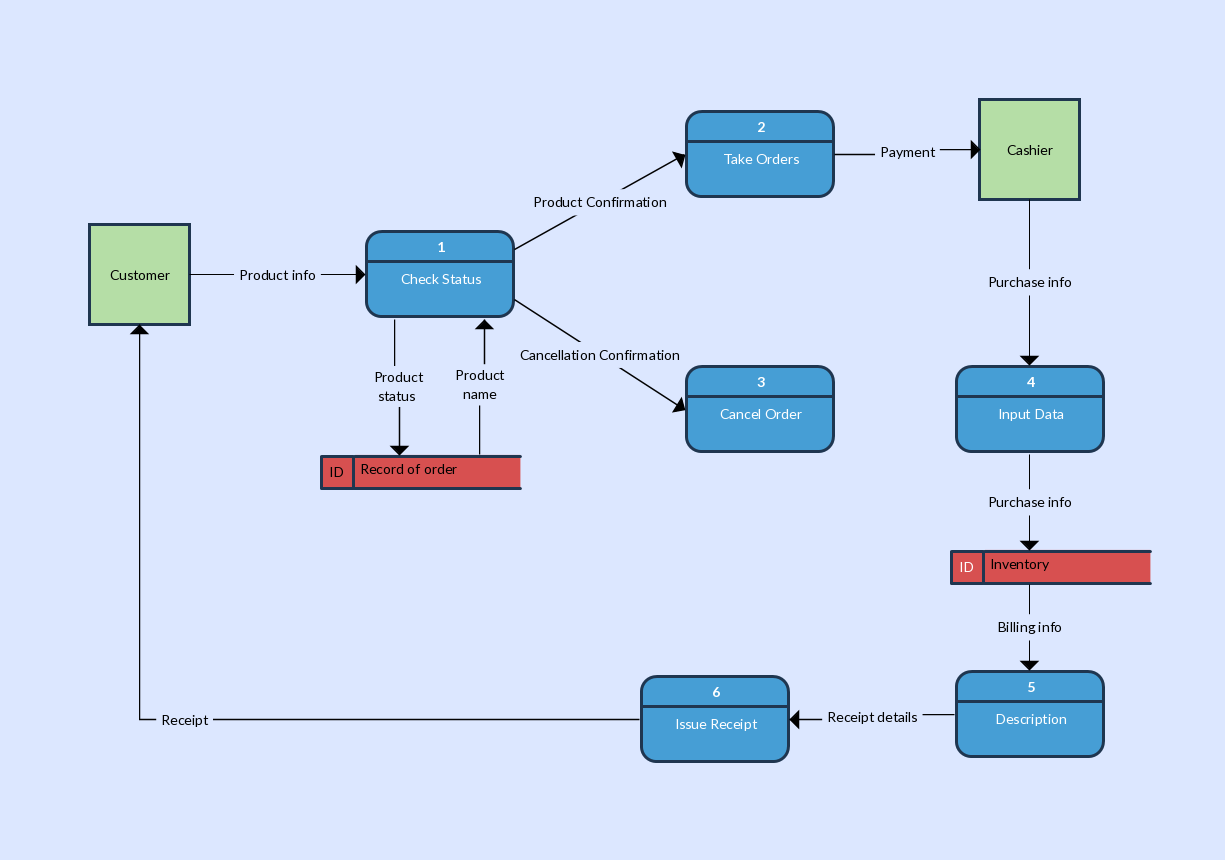 2
Take Orders
Payment
Cashier
Product Confirmation
1
Check Status
Customer
Product info
Purchase info
Cancellation Confirmation
Product
status
Product
name
3
Cancel Order
4
Input Data
ID
Record of order
Purchase info
ID
Inventory
Billing info
5
Description
Receipt details
6
Issue Receipt
Receipt